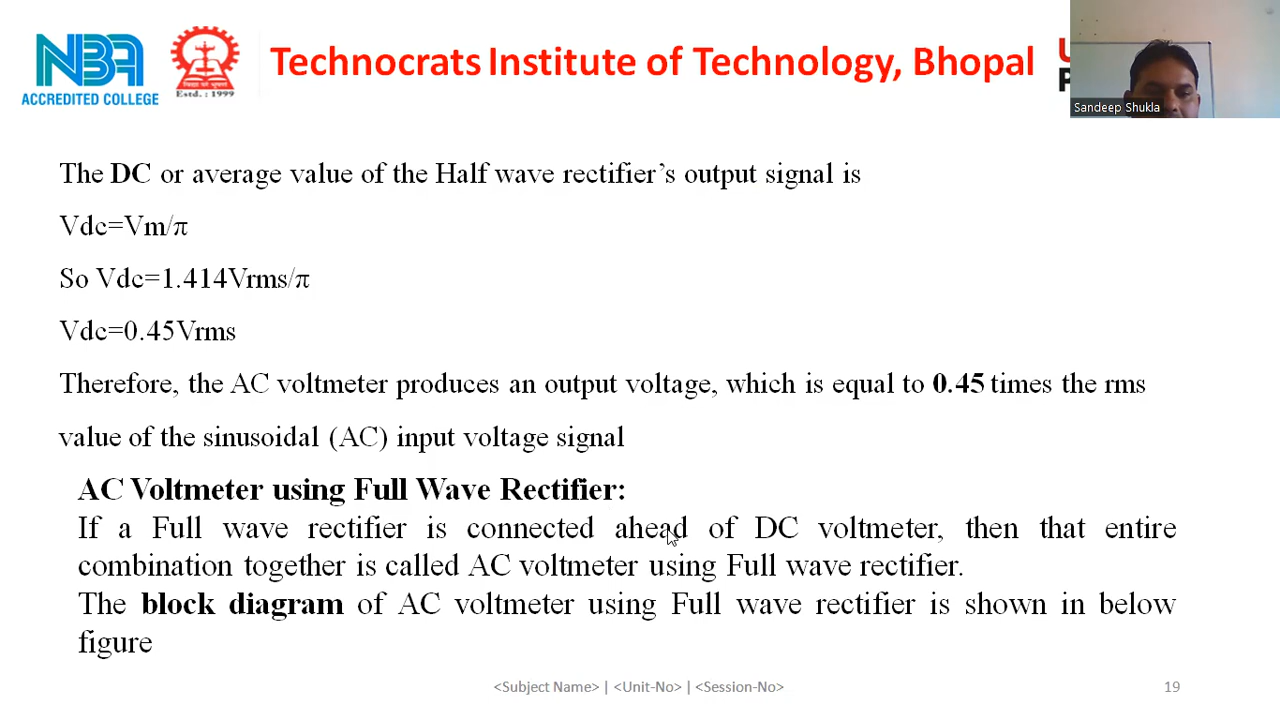 NBA
ACCREDITED COLLEGE
Estd. : 1999
Technocrats Institute of Technology, Bhopal
Sandeep Shukla
The DC or average value of the Half wave rectifier’s output signal is
Vdc=Vm/π
So Vdc=1.414Vrms/π
Vdc=0.45Vrms
Therefore, the AC voltmeter produces an output voltage, which is equal to 0.45 times the rms
value of the sinusoidal (AC) input voltage signal
AC Voltmeter using Full Wave Rectifier:
If a Full wave rectifier is connected ahead of DC voltmeter, then that entire
combination together is called AC voltmeter using Full wave rectifier.
The block diagram of AC voltmeter using Full wave rectifier is shown in below
figure
<Subject Name> | <Unit-No> | <Session-No>
19